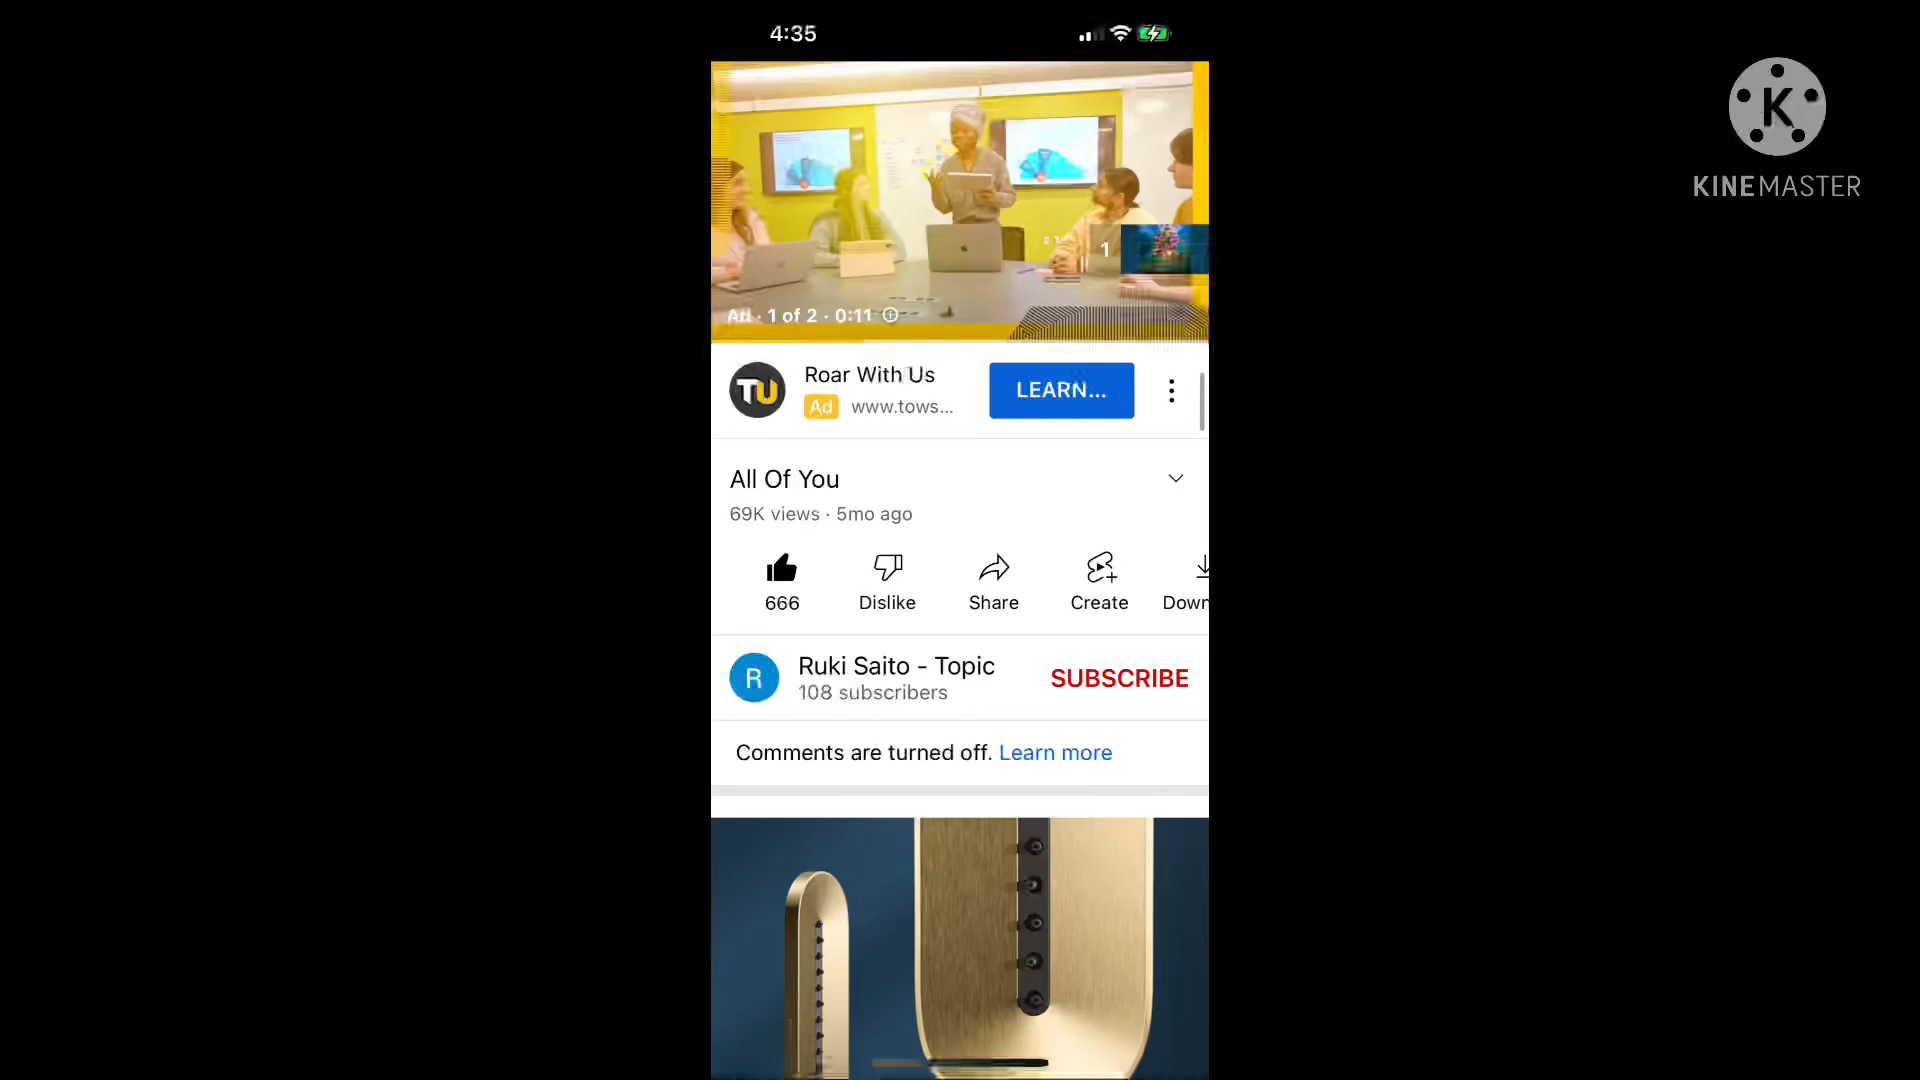 4:35
K
KINEMASTER
1
Ad · 1 of 2 · 0:11
TU
Roar With Us
Ad www.tows...
LEARN...
All Of You
69K views · 5mo ago
666
Dislike
Share
Create
Down
R
Ruki Saito - Topic
108 subscribers
SUBSCRIBE
Comments are turned off. Learn more